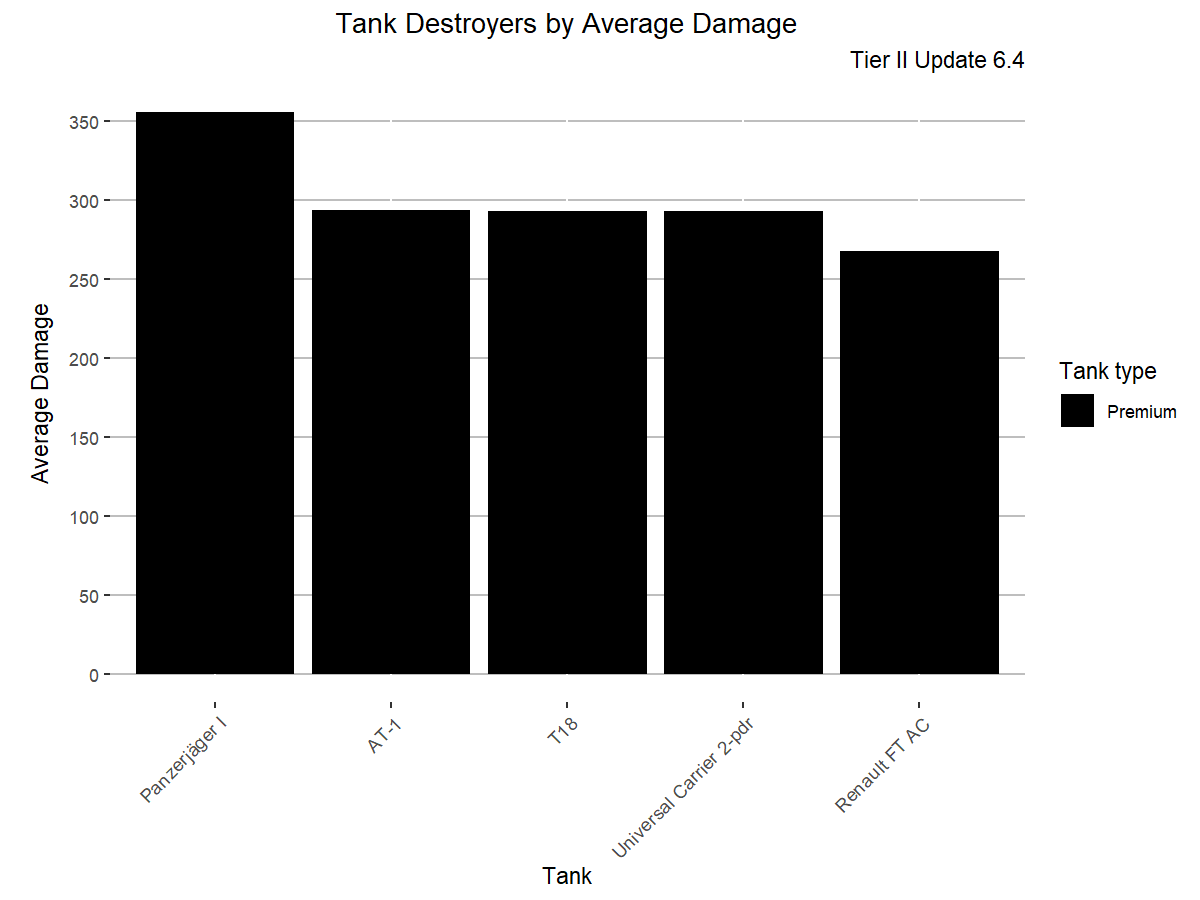 Tank Destroyers by Average Damage
Tier II Update 6.4
Average Damage
350
300
250
200
150
100
50
0
Panzerjäger I
AT-1
T18
Universal Carrier 2-pdr
Renault FT AC
Tank
Tank type
Premium